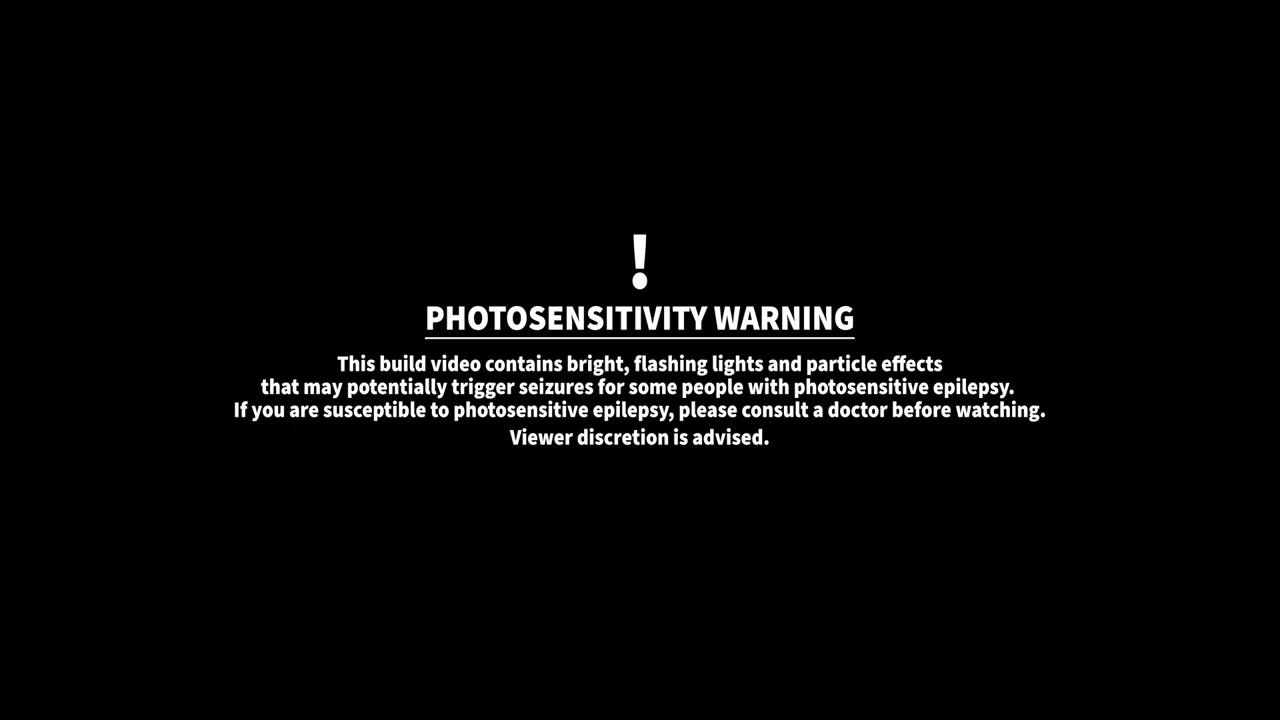 !
PHOTOSENSITIVITY WARNING
This build video contains bright, flashing lights and particle effects
that may potentially trigger seizures for some people with photosensitive epilepsy.
If you are susceptible to photosensitive epilepsy, please consult a doctor before watching.
Viewer discretion is advised.